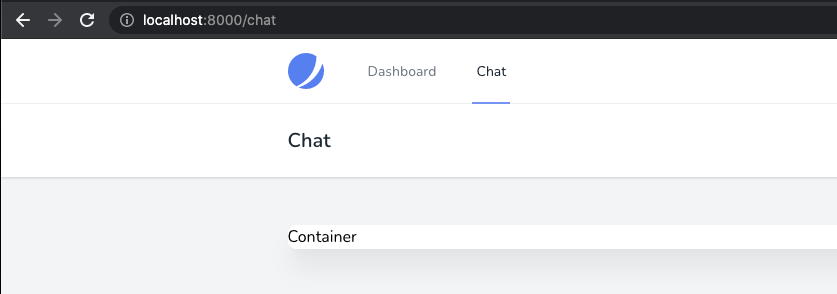 localhost:8000/chat
Dashboard Chat
Chat
Container